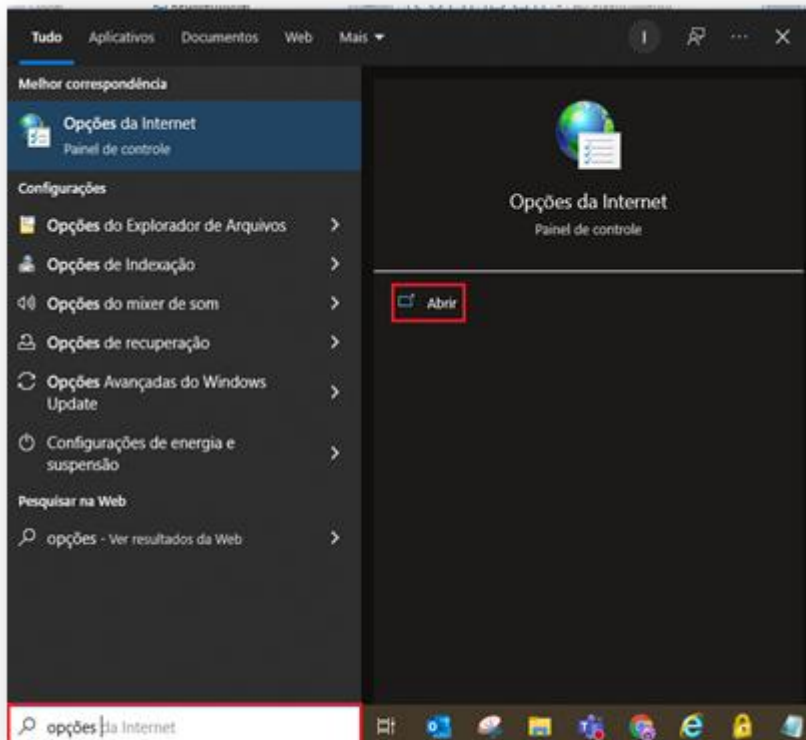 Tudo Aplicativos Documentos Web Mais
I
Melhor correspondência
Opções da Internet
Painel de controle
Configurações
Opções do Explorador de Arquivos
Opções de Indexação
Opções do mixer de som
Opções de recuperação
Opções Avançadas do Windows
Update
Configurações de energia e
suspensão
Pesquisar na Web
opções - Ver resultados da Web
Opções da Internet
Painel de controle
Abrir
opções da Internet